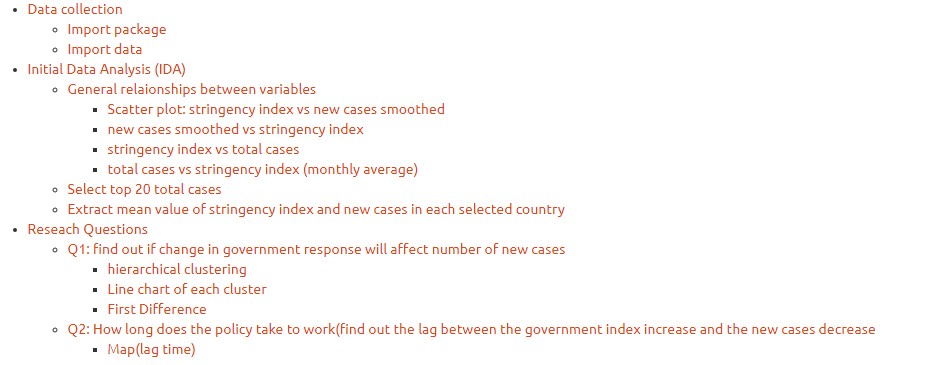 Data collection
Import package
Import data
Initial Data Analysis (IDA)
General relaionships between variables
Scatter plot: stringency index vs new cases smoothed
new cases smoothed vs stringency index
stringency index vs total cases
total cases vs stringency index (monthly average)
Select top 20 total cases
Extract mean value of stringency index and new cases in each selected country
Reseach Questions
Q1: find out if change in government response will affect number of new cases
hierarchical clustering
Line chart of each cluster
First Difference
Q2: How long does the policy take to work(find out the lag between the government index increase and the new cases decrease
Map(lag time)